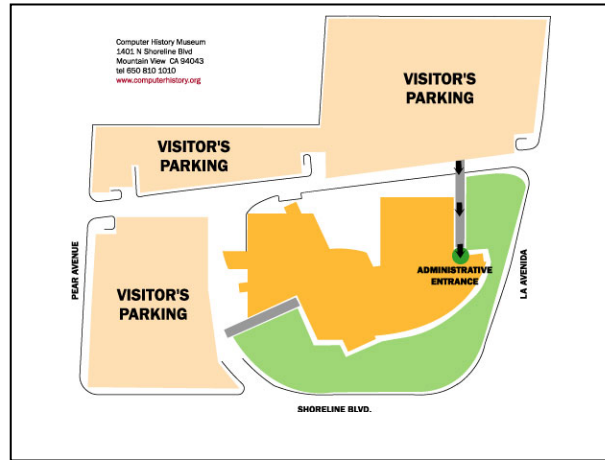 Computer History Museum
1401 N Shoreline Blvd
Mountain View CA 94043
tel 650 810 1010
www.computerhistory.org
VISITOR'S
PARKING
VISITOR'S
PARKING
VISITOR'S
PARKING
PEAR AVENUE
ADMINISTRATIVE
ENTRANCE
LA AVENIDA
SHORELINE BLVD.